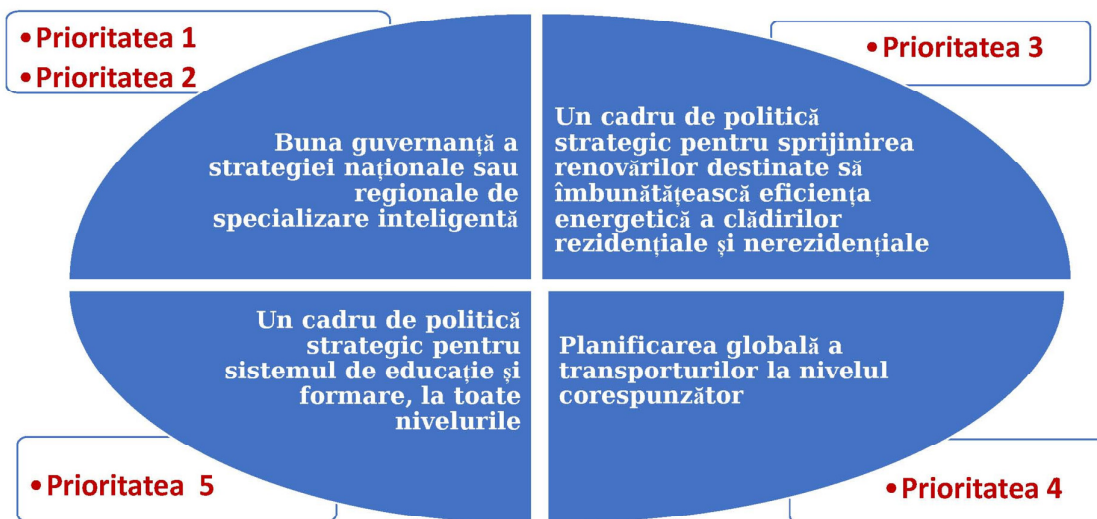 • Prioritatea 1
• Prioritatea 2
Buna guvernanță a
strategiei naționale sau
regionale de
specializare inteligentă
• Prioritatea 3
Un cadru de politică
strategic pentru sprijinirea
renovărilor destinate să
îmbunătățească eficiența
energetică a clădirilor
rezidențiale și nerezidențiale
Un cadru de politică
strategic pentru
sistemul de educație și
formare, la toate
nivelurile
• Prioritatea 5
Planificarea globală a
transporturilor la nivelul
corespunzător
• Prioritatea 4